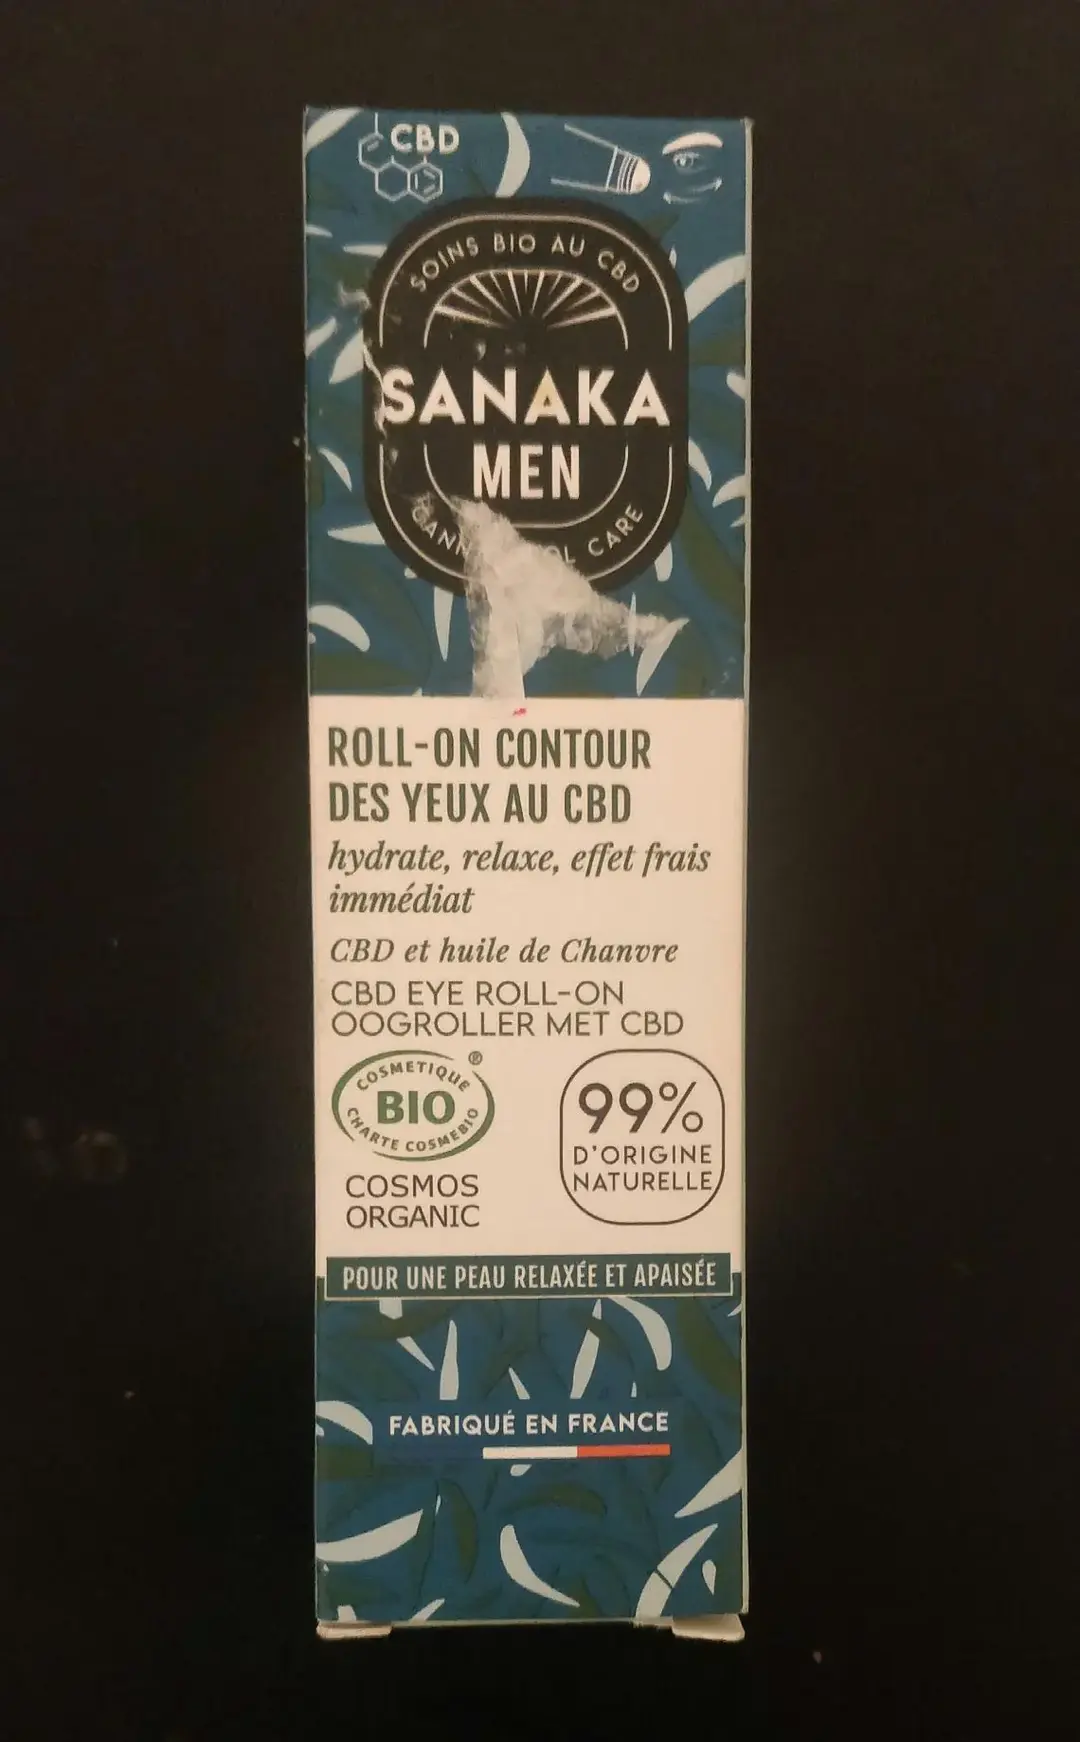 CBD
SOINS BIO AU CBD
SANAKA
MEN
CARE
ROLL-ON CONTOUR
DES YEUX AU CBD
hydrate, relaxe, effet frais
immédiat
CBD et huile de Chanvre
CBD EYE ROLL-ON
OOGROLLER MET CBD
COSMETIQUE
®
BIO
CHARTE COSMEBIO
COSMOS
ORGANIC
99%
D'ORIGINE
NATURELLE
POUR UNE PEAU RELAXÉE ET APAISÉE
FABRIQUÉ EN FRANCE